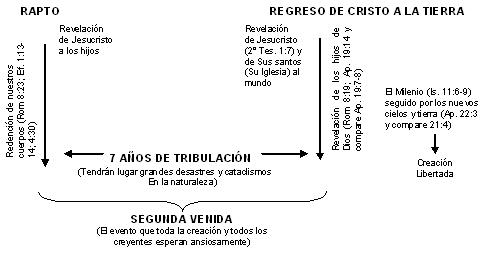 RAPTO
REGRESO DE CRISTO A LA TIERRA
Redención de nuestros
cuerpos (Rom 8:23; Ef. 1:13-
14; 4:30)
Revelación
de Jesucristo
a los hijos
Revelación
de Jesucristo
(2ª Tes. 1:7) y
de Sus santos
(Su Iglesia) al
mundo
Revelación de los hijos de
Dios (Rom 8:19; Ap. 19:14 y
compare Ap. 19:7-8)
El Milenio (Is. 11:6-9)
seguido por los nuevos
cielos y tierra (Ap. 22:3
y compare 21:4)
Creación
Libertada
7 AÑOS DE TRIBULACIÓN
(Tendrán lugar grandes desastres y cataclismos
En la naturaleza)
SEGUNDA VENIDA
(El evento que toda la creación y todos los
creyentes esperan ansiosamente)